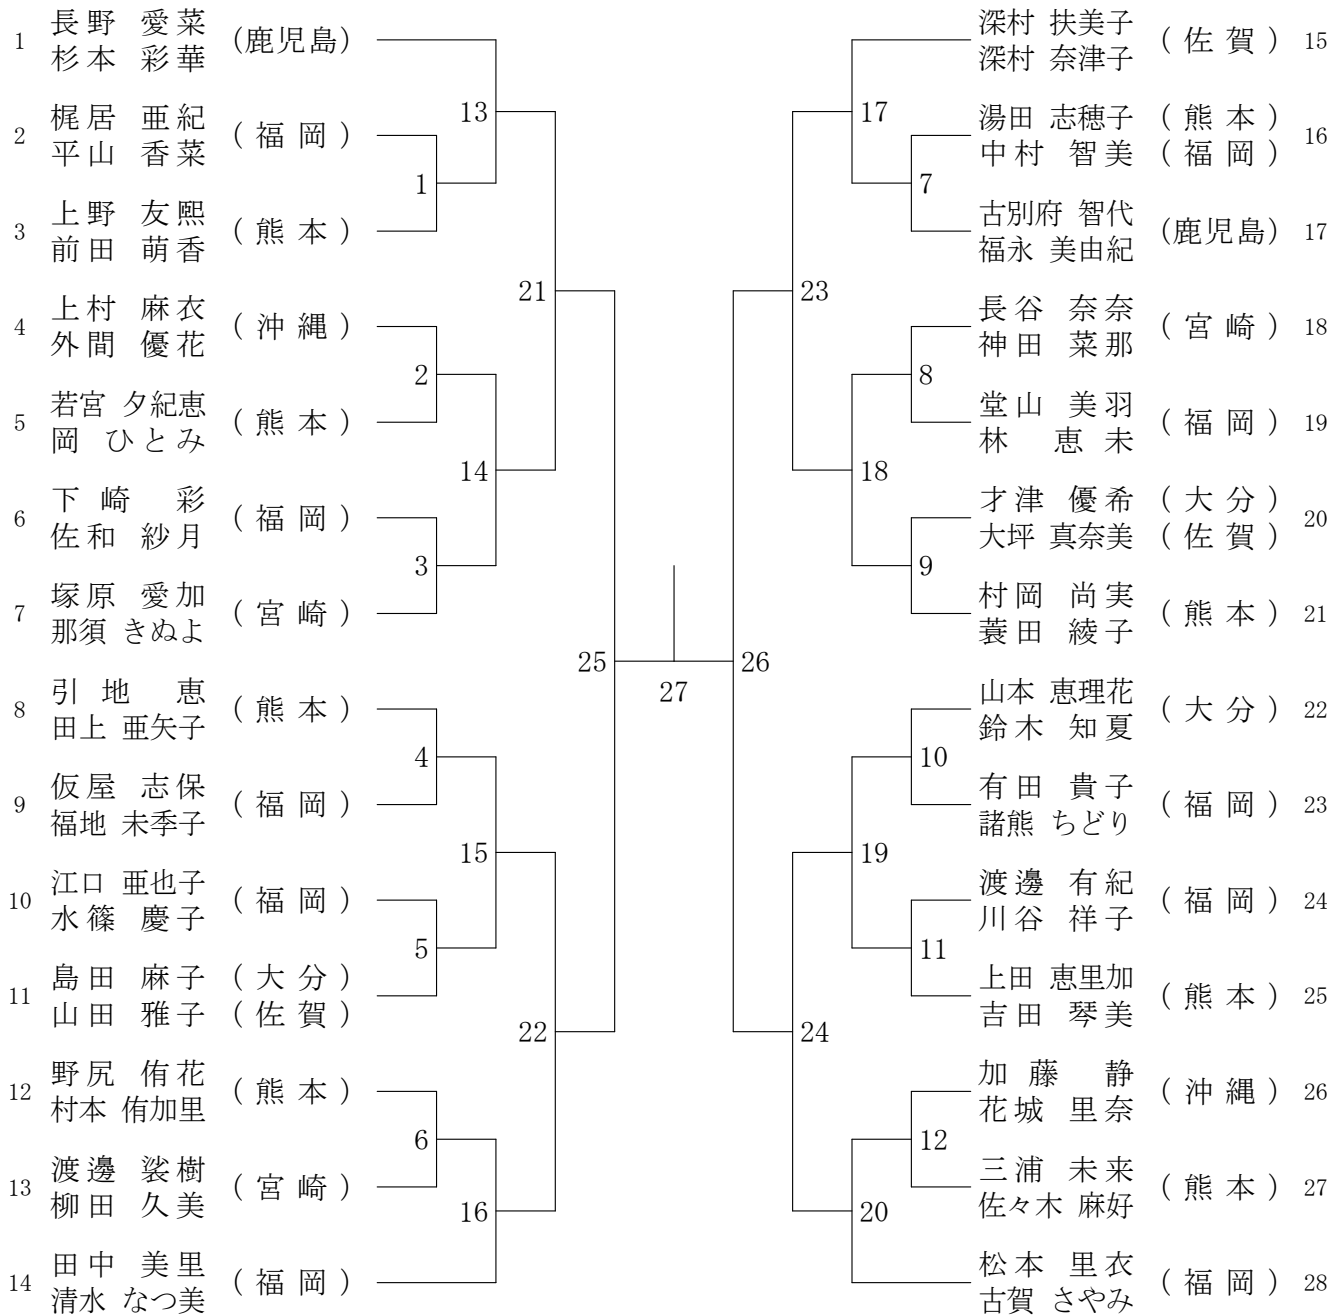 1 長野 愛菜 (鹿児島)
杉本 彩華
2 梶居 亜紀 (福岡)
平山 香菜
3 上野 友熙 (熊本)
前田 萌香
4 上村 麻衣 (沖縄)
外間 優花
5 若宮 夕紀恵 (熊本)
岡 ひとみ
6 下崎 彩 (福岡)
佐和 紗月
7 塚原 愛加 (宮崎)
那須 きぬよ
8 引地 恵 (熊本)
田上 亜矢子
9 仮屋 志保 (福岡)
福地 未季子
10 江口 亜也子 (福岡)
水篠 慶子
11 島田 麻子 (大分)
山田 雅子 (佐賀)
12 野尻 侑花 (熊本)
村本 侑加里
13 渡邊 裟樹 (宮崎)
柳田 久美
14 田中 美里 (福岡)
清水 なつ美
13
1
21
2
14
3
25
4
15
5
22
6
16
27
17
7
23
8
18
9
26
10
19
11
24
12
20
深村 扶美子 (佐賀) 15
深村 奈津子
湯田 志穂子 (熊本) 16
中村 智美 (福岡)
古別府 智代 (鹿児島) 17
福永 美由紀
長谷 奈奈 (宮崎) 18
神田 菜那
堂山 美羽 (福岡) 19
林 恵未
才津 優希 (大分) 20
大坪 真奈美 (佐賀)
村岡 尚実 (熊本) 21
蓑田 綾子
山本 恵理花 (大分) 22
鈴木 知夏
有田 貴子 (福岡) 23
諸熊 ちどり
渡邊 有紀 (福岡) 24
川谷 祥子
上田 恵里加 (熊本) 25
吉田 琴美
加藤 静 (沖縄) 26
花城 里奈
三浦 未来 (熊本) 27
佐々木 麻好
松本 里衣 (福岡) 28
古賀 さやみ